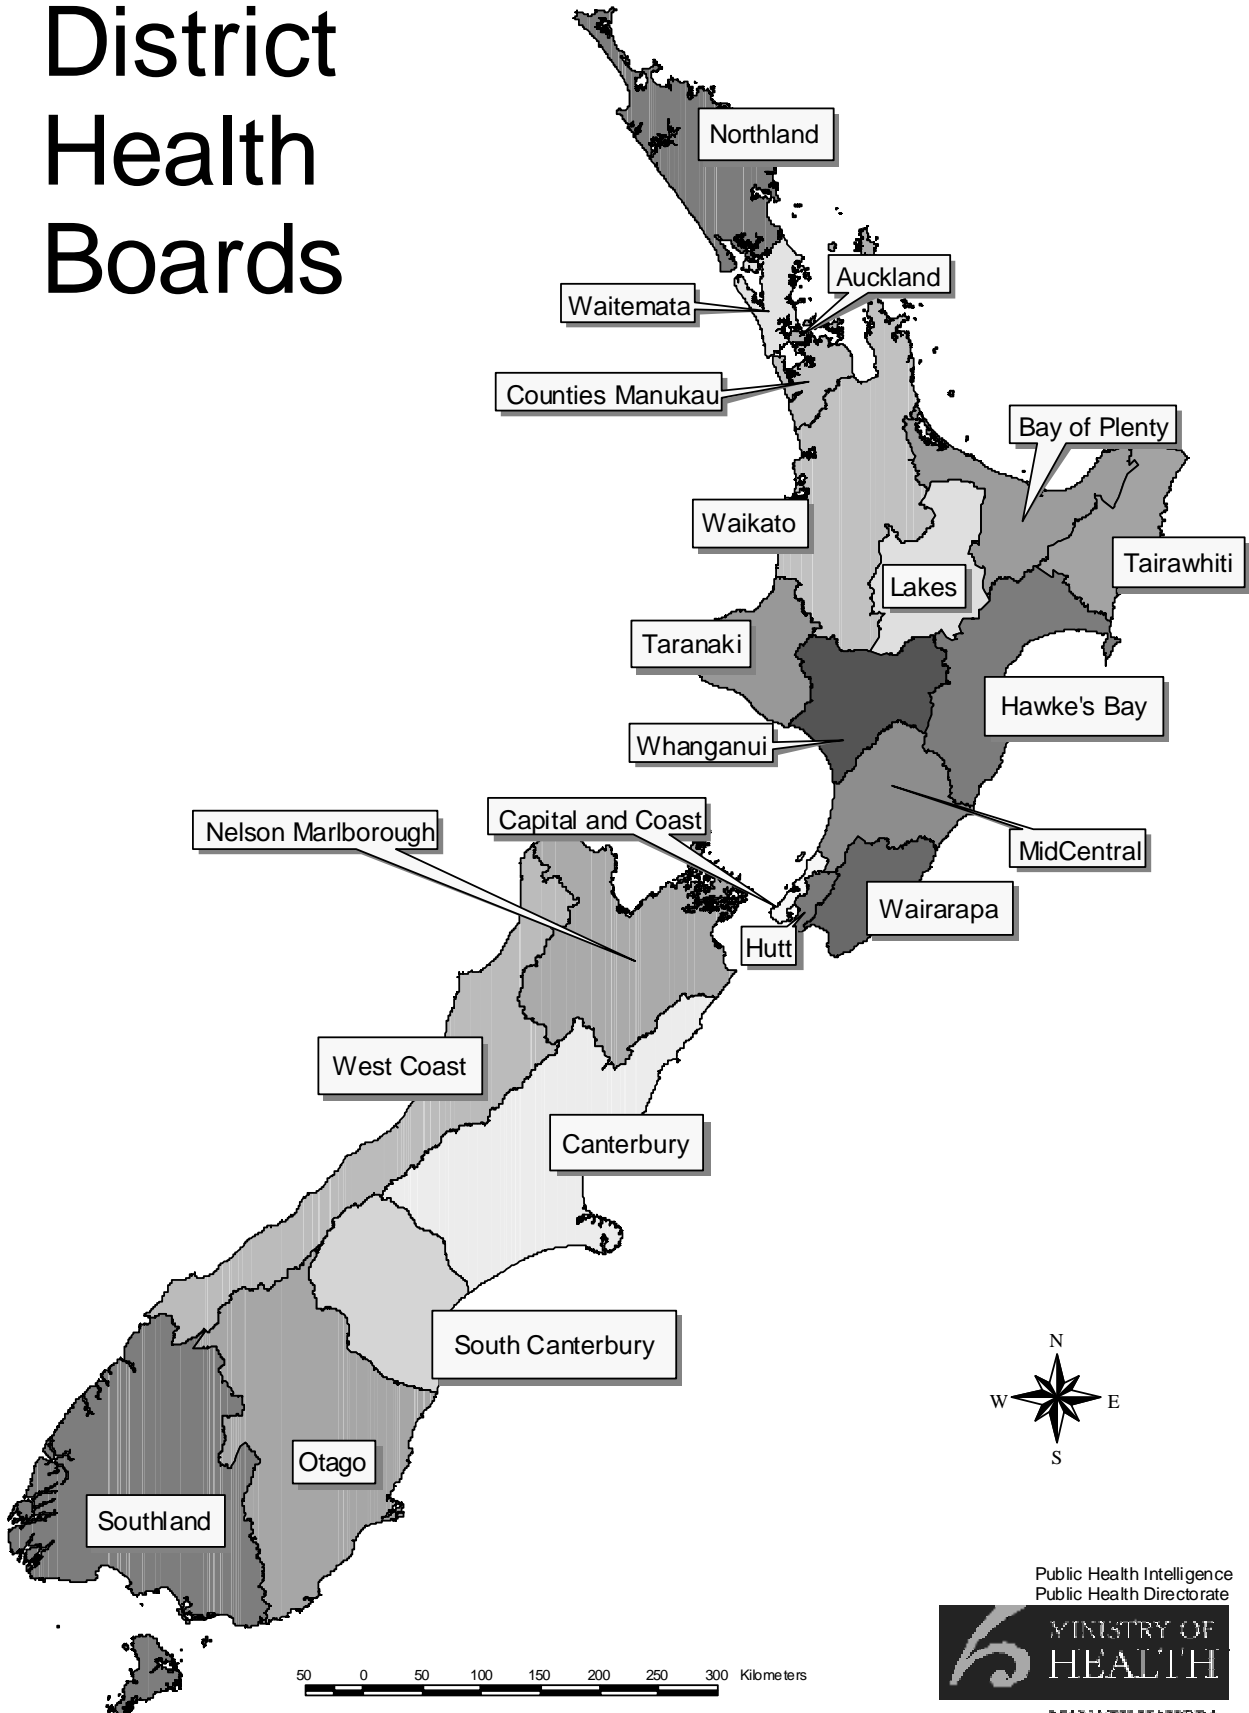 District
Health
Boards
Northland
Auckland
Waitemata
Counties Manukau
Bay of Plenty
Waikato
Tairawhiti
Lakes
Taranaki
Hawke's Bay
Whanganui
Capital and Coast
Nelson Marlborough
MidCentral
Wairarapa
Hutt
West Coast
Canterbury
South Canterbury
N
W E
S
Otago
Southland
Public Health Intelligence
Public Health Directorate
MINISTRY OF
HEALTH
50 0 50 100 150 200 250 300 Kilometers